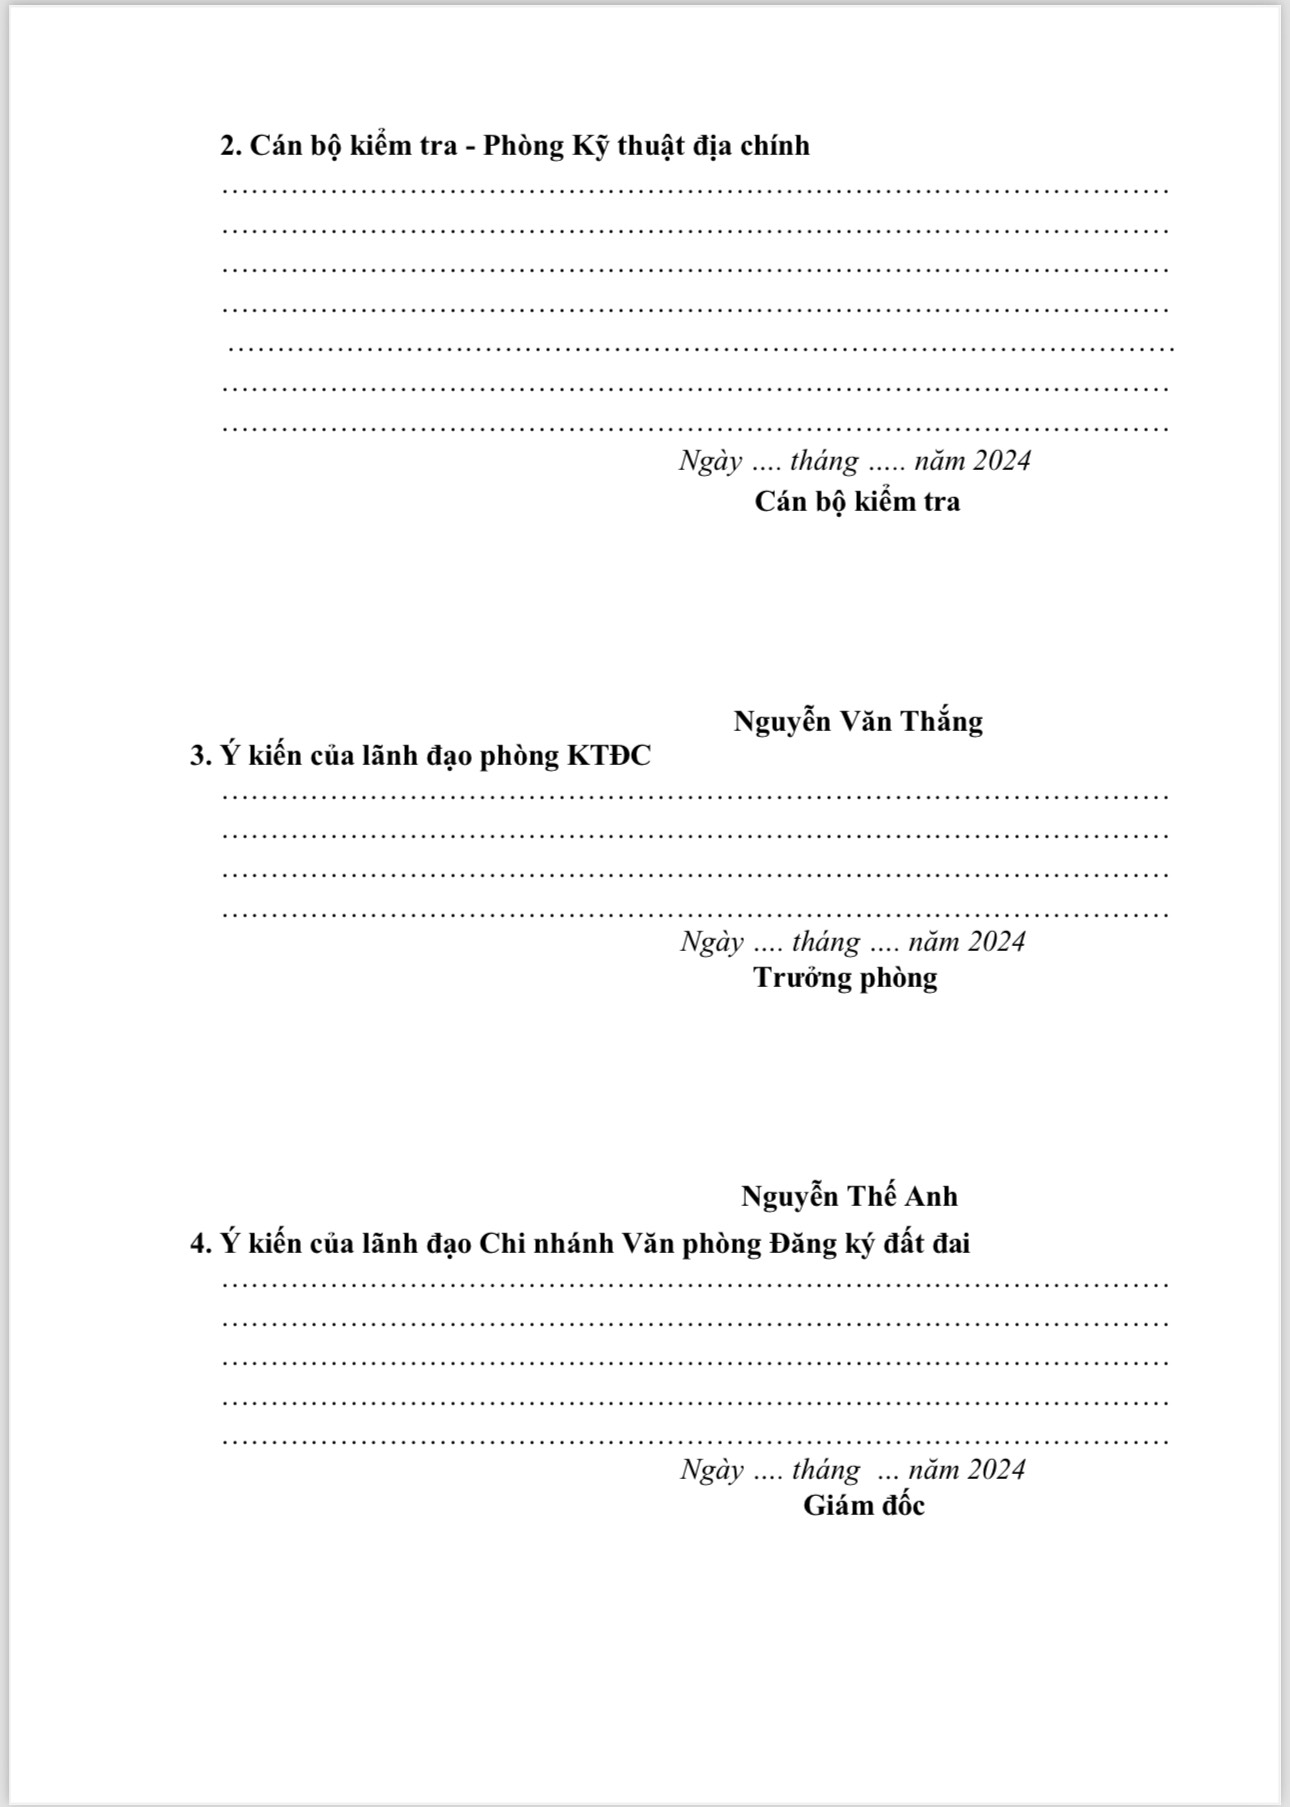 2. Cán bộ kiểm tra - Phòng Kỹ thuật địa chính
……………………………………………………………………………………
……………………………………………………………………………………
……………………………………………………………………………………
……………………………………………………………………………………
……………………………………………………………………………………
……………………………………………………………………………………
……………………………………………………………………………………
Ngày .... tháng ..... năm 2024
Cán bộ kiểm tra
Nguyễn Văn Thắng
3. Ý kiến của lãnh đạo phòng KTĐC
……………………………………………………………………………………
……………………………………………………………………………………
……………………………………………………………………………………
……………………………………………………………………………………
Ngày .... tháng .... năm 2024
Trưởng phòng
Nguyễn Thế Anh
4. Ý kiến của lãnh đạo Chi nhánh Văn phòng Đăng ký đất đai
……………………………………………………………………………………
……………………………………………………………………………………
……………………………………………………………………………………
……………………………………………………………………………………
……………………………………………………………………………………
Ngày .... tháng ... năm 2024
Giám đốc